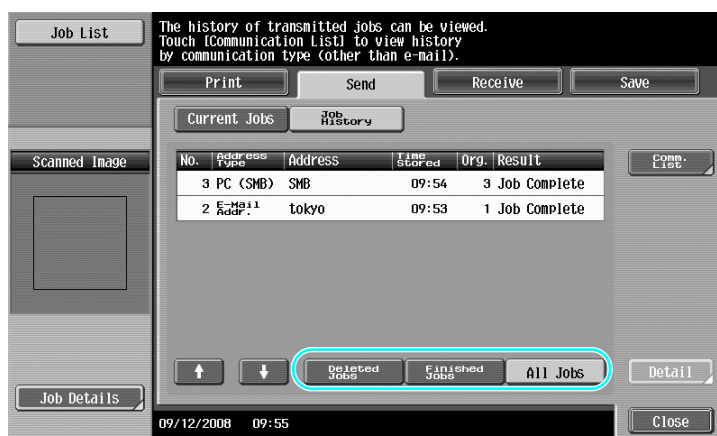 Job List
The history of transmitted jobs can be viewed.
Touch [Communication List] to view history
by communication type (other than e-mail).
Print
Send
Receive
Save
Current Jobs
Job History
Scanned Image
No. Address Type Address Time Stored Org. Result
Comm. List
3 PC (SMB) SMB 09:54 3 Job Complete
2 E-Mail Addr. tokyo 09:53 1 Job Complete
Deleted Jobs
Finished Jobs
All Jobs
Detail
Job Details
09/12/2008 09:55
Close